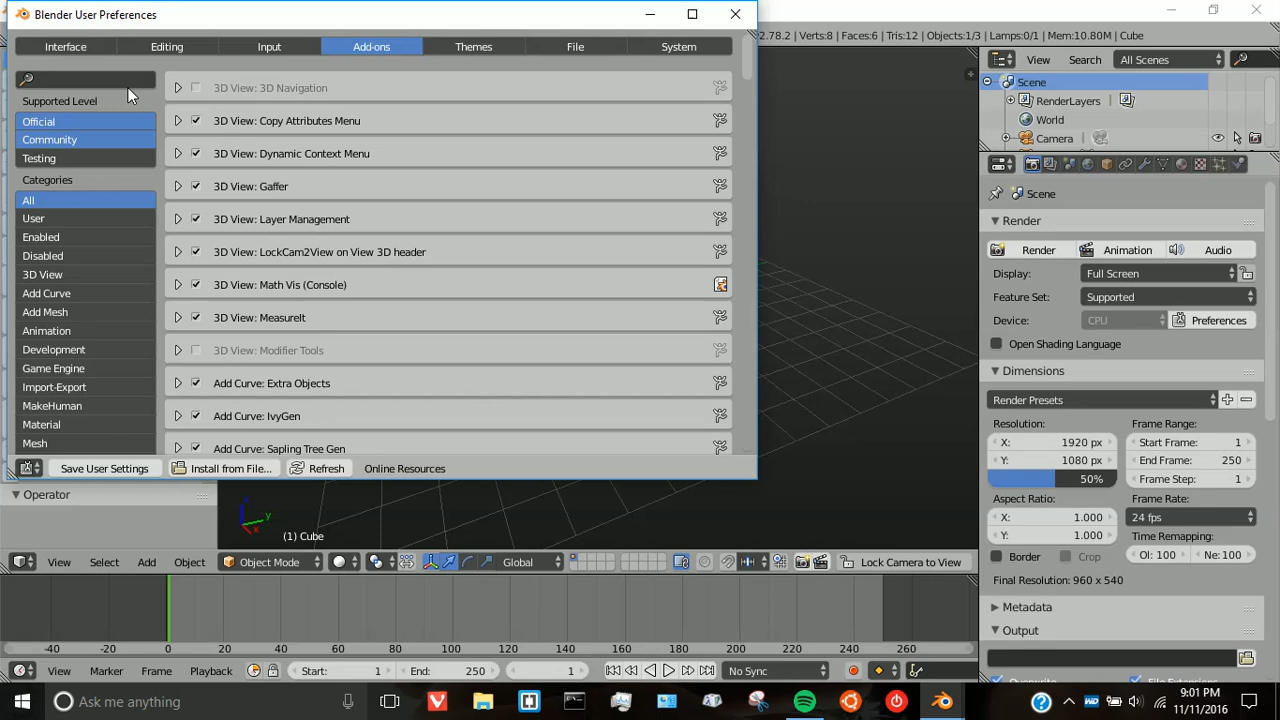 Blender User Preferences
2.78.2 | Verts:8 | Faces:6 | Tris:12 | Objects:1/3 | Lamps:0/1 | Mem:10.80M | Cube
Interface Editing Input Add-ons Themes File System
View Search All Scenes
Supported Level
Official
Community
Testing
Categories
All
User
Enabled
Disabled
3D View
Add Curve
Add Mesh
Animation
Development
Game Engine
Import-Export
MakeHuman
Material
Mesh
3D View: 3D Navigation
3D View: Copy Attributes Menu
3D View: Dynamic Context Menu
3D View: Gaffer
3D View: Layer Management
3D View: LockCam2View on View 3D header
3D View: Math Vis (Console)
3D View: MeasureIt
3D View: Modifier Tools
Add Curve: Extra Objects
Add Curve: IvyGen
Add Curve: Sapling Tree Gen
Save User Settings Install from File... Refresh Online Resources
Scene
RenderLayers
World
Camera
Scene
Render
Render Animation Audio
Display: Full Screen
Feature Set: Supported
Device: CPU Preferences
Open Shading Language
Dimensions
Render Presets
Resolution: Frame Range:
X: 1920 px Start Frame: 1
Y: 1080 px End Frame: 250
50% Frame Step: 1
Aspect Ratio: Frame Rate:
X: 1.000 24 fps
Y: 1.000 Time Remapping:
Border Crop Ol: 100 Ne: 100
Final Resolution: 960 x 540
Metadata
Output
Overwrite File Extensions
Operator
z y x
(1) Cube
View Select Add Object Object Mode Global Lock Camera to View
-40 -20 0 20 40 60 80 100 120 140 160 180 200 220 240 260
View Marker Frame Playback Start: 1 End: 250 1 No Sync
Ask me anything
9:01 PM
11/11/2016